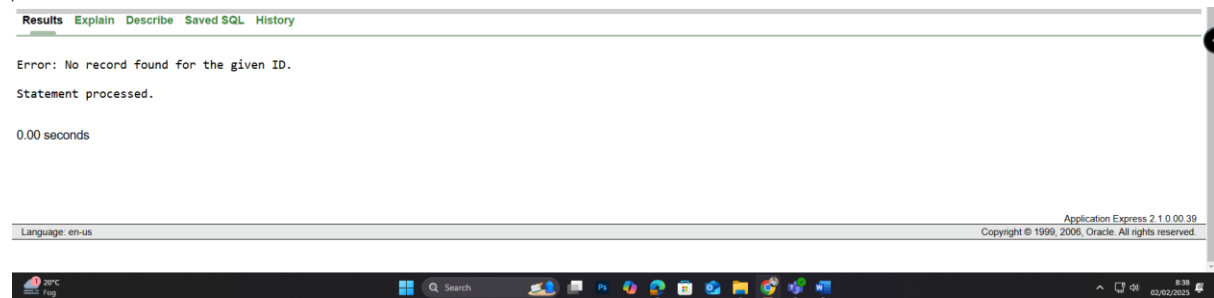 Results Explain Describe Saved SQL History
Error: No record found for the given ID.
Statement processed.
0.00 seconds
Application Express 2.1.0.00.39
Language: en-us Copyright © 1999, 2006, Oracle. All rights reserved.
1 20°C
Fog
Search
Ps
W
8:38
02/02/2025